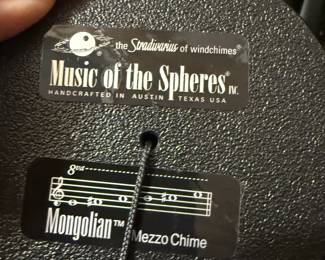 the Stradivarius of windchimes®
Music of the Spheres® INC.
HANDCRAFTED IN AUSTIN TEXAS USA
8va
Mongolian™
Mezzo Chime